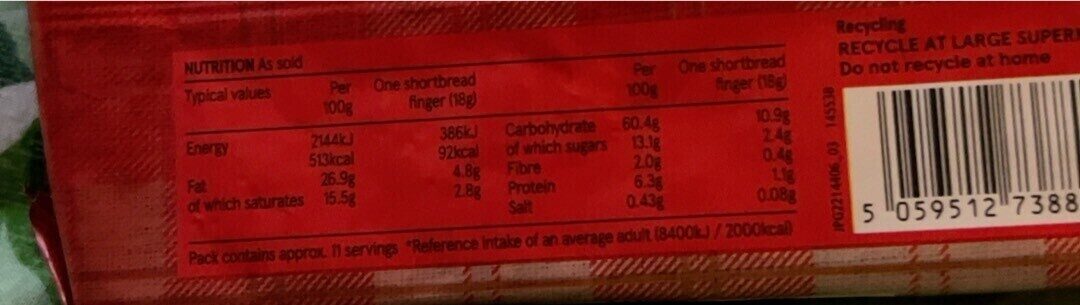 NUTRITION As sold
Typical values Per 100g One shortbread finger (18g) Per 100g One shortbread finger (18g)
Energy 2144kJ 386kJ Carbohydrate 60.4g 10.9g
513kcal 92kcal of which sugars 13.1g 2.4g
Fat 26.9g 4.8g Fibre 2.0g 0.4g
of which saturates 15.5g 2.8g Protein 6.3g 1.1g
Salt 0.43g 0.08g
Pack contains approx. 11 servings *Reference intake of an average adult (8400kJ / 2000kcal)
Recycling
RECYCLE AT LARGE SUPER
Do not recycle at home
JPG2214406_03 145538
5 059512 7388